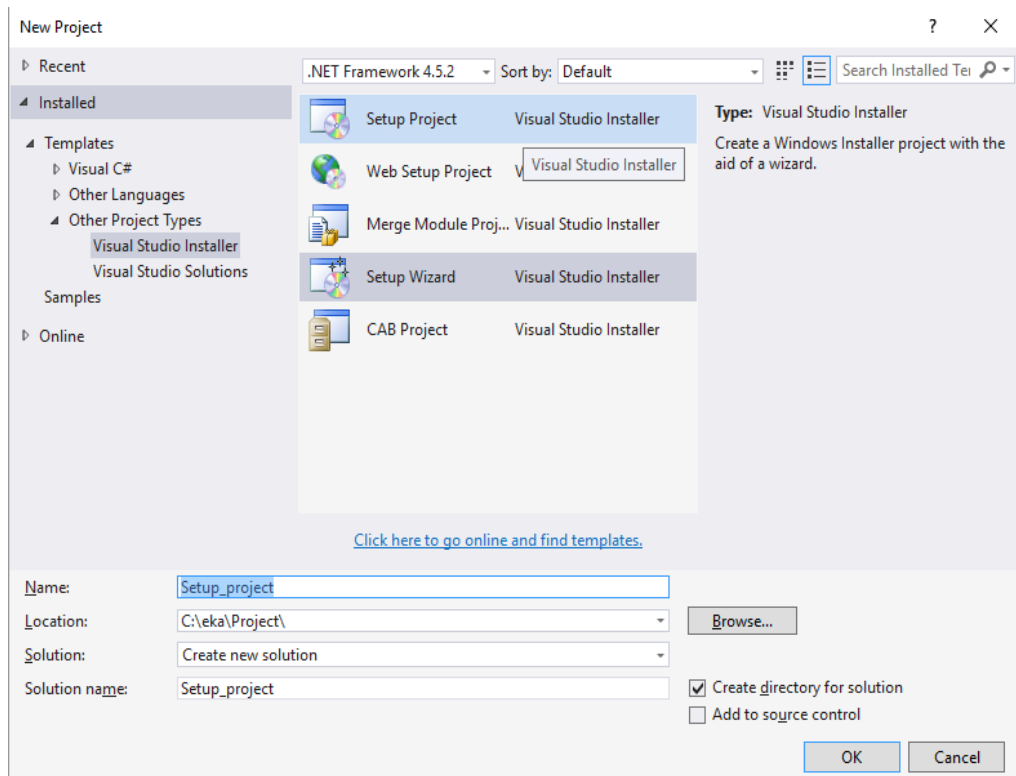 New Project
?
Recent
Installed
Templates
Visual C#
Other Languages
Other Project Types
Visual Studio Installer
Visual Studio Solutions
Samples
Online
.NET Framework 4.5.2 Sort by: Default
Search Installed Te
Setup Project Visual Studio Installer
Visual Studio Installer
Web Setup Project V
Merge Module Proj... Visual Studio Installer
Setup Wizard Visual Studio Installer
CAB Project Visual Studio Installer
Type: Visual Studio Installer
Create a Windows Installer project with the
aid of a wizard.
Click here to go online and find templates.
Name: Setup_project
Location: C:\eka\Project\ Browse...
Solution: Create new solution
Solution name: Setup_project
Create directory for solution
Add to source control
OK Cancel